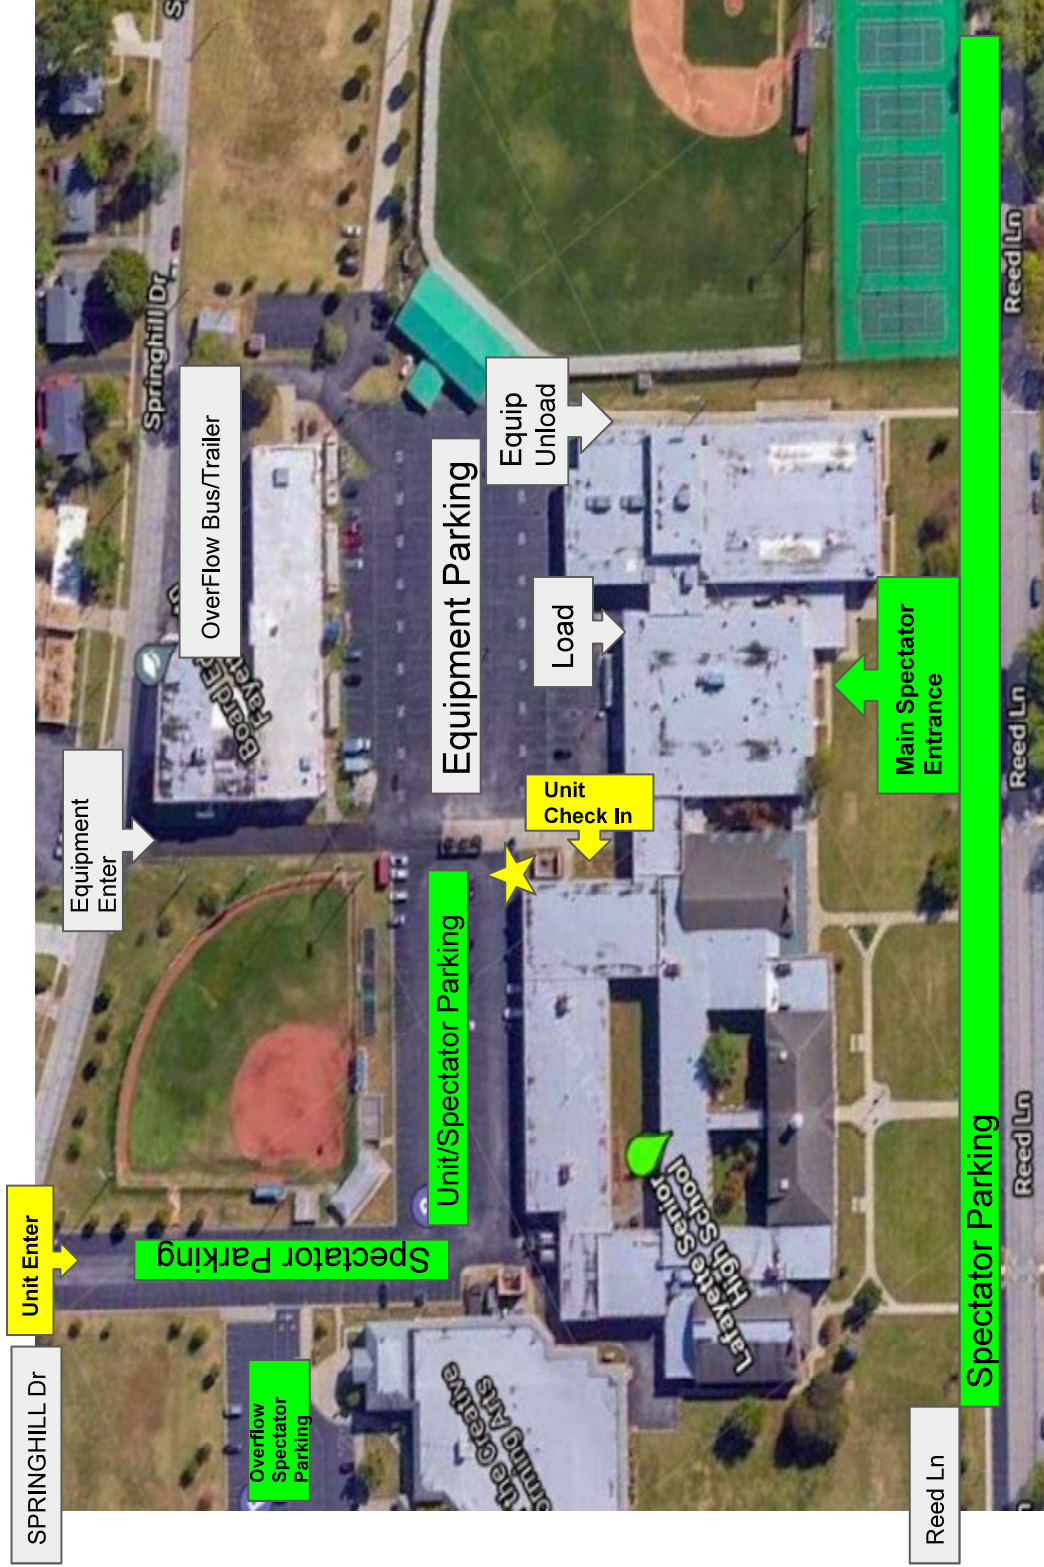 SPRINGHILL Dr
Unit Enter
Equipment
Enter
OverFlow Bus/Trailer
Springhill Dr
Overflow
Spectator
Parking
Spectator Parking
Unit/Spectator Parking
Equipment Parking
Unit
Check In
Load
Equip
Unload
the Creative
Lafayette Senior
High School
Main Spectator
Entrance
Reed Ln
Spectator Parking
Reed Ln
Reed Ln
Reed Ln